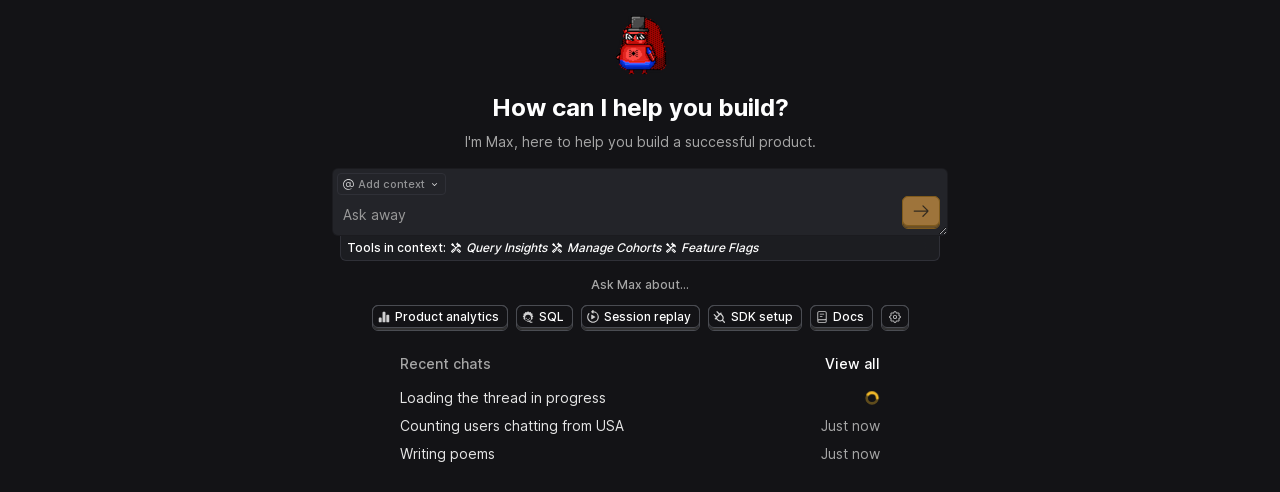 How can I help you build?
I'm Max, here to help you build a successful product.
@ Add context
Ask away
Tools in context: Query Insights Manage Cohorts Feature Flags
Ask Max about...
Product analytics SQL Session replay SDK setup Docs
Recent chats View all
Loading the thread in progress
Counting users chatting from USA Just now
Writing poems Just now